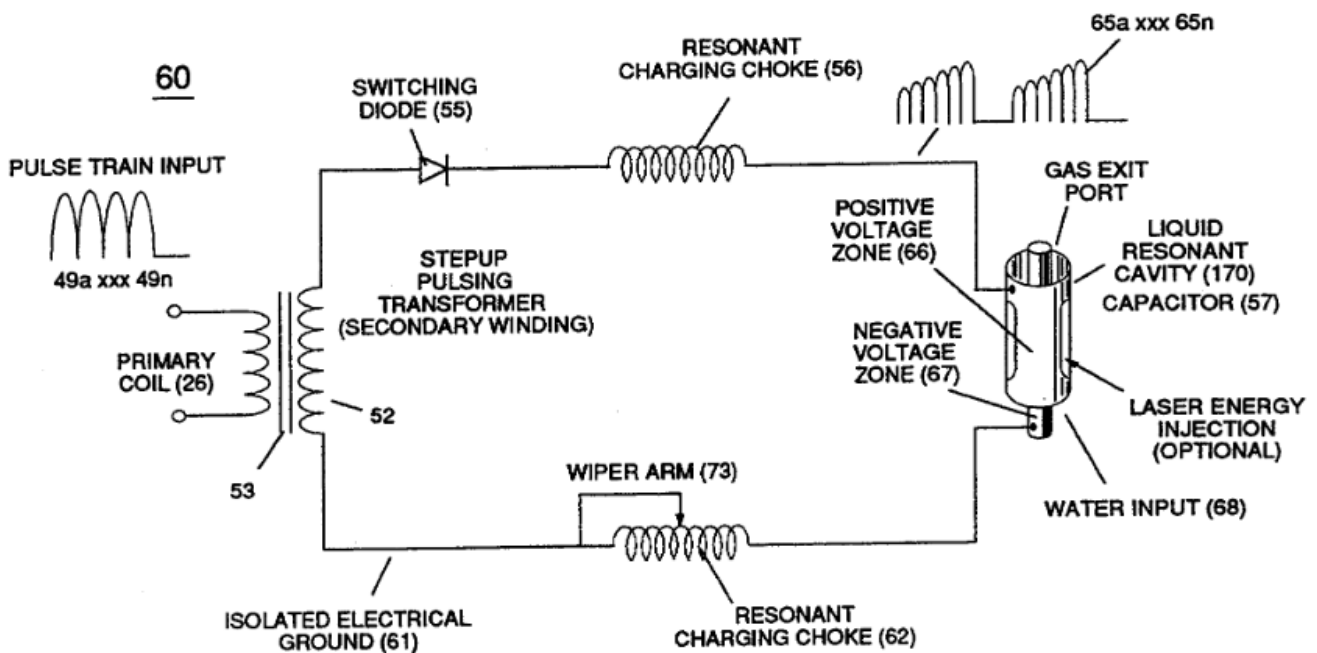 60
PULSE TRAIN INPUT
49a xxx 49n
PRIMARY
COIL (26)
53
52
SWITCHING
DIODE (55)
STEPUP
PULSING
TRANSFORMER
(SECONDARY WINDING)
RESONANT
CHARGING CHOKE (56)
65a xxx 65n
GAS EXIT
PORT
POSITIVE
VOLTAGE
ZONE (66)
LIQUID
RESONANT
CAVITY (170)
CAPACITOR (57)
NEGATIVE
VOLTAGE
ZONE (67)
LASER ENERGY
INJECTION
(OPTIONAL)
WATER INPUT (68)
WIPER ARM (73)
ISOLATED ELECTRICAL
GROUND (61)
RESONANT
CHARGING CHOKE (62)